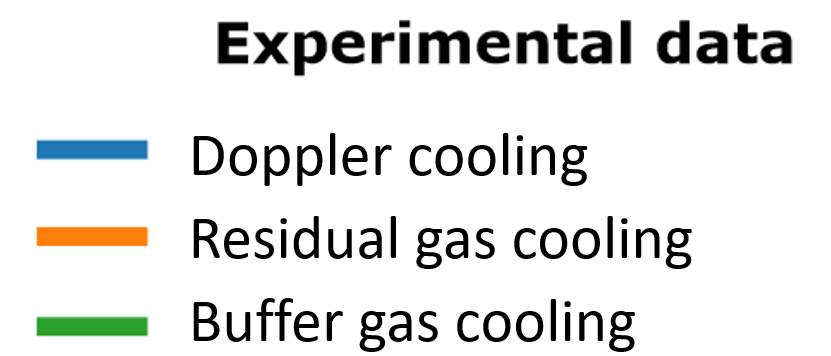 Experimental data
Doppler cooling
Residual gas cooling
Buffer gas cooling